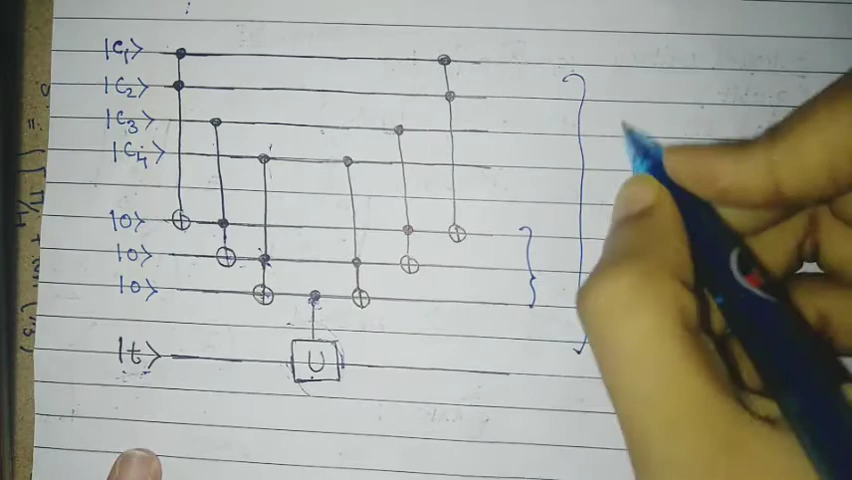 |C₁⟩
|C₂⟩
|C₃⟩
|C₄⟩
|0⟩
|0⟩
|0⟩
|t⟩
U